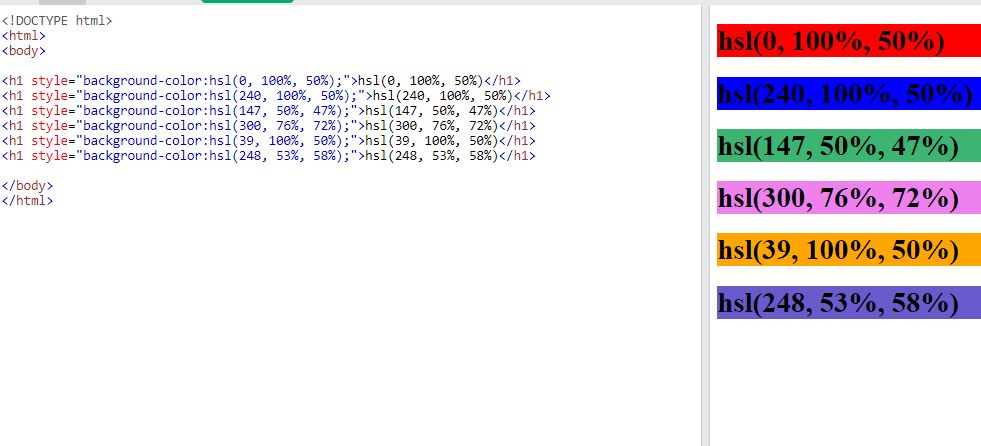 <!DOCTYPE html>
<html>
<body>
<h1 style="background-color:hsl(0, 100%, 50%);">hsl(0, 100%, 50%)</h1>
<h1 style="background-color:hsl(240, 100%, 50%);">hsl(240, 100%, 50%)</h1>
<h1 style="background-color:hsl(147, 50%, 47%);">hsl(147, 50%, 47%)</h1>
<h1 style="background-color:hsl(300, 76%, 72%);">hsl(300, 76%, 72%)</h1>
<h1 style="background-color:hsl(39, 100%, 50%);">hsl(39, 100%, 50%)</h1>
<h1 style="background-color:hsl(248, 53%, 58%);">hsl(248, 53%, 58%)</h1>
</body>
</html>
hsl(0, 100%, 50%)
hsl(240, 100%, 50%)
hsl(147, 50%, 47%)
hsl(300, 76%, 72%)
hsl(39, 100%, 50%)
hsl(248, 53%, 58%)